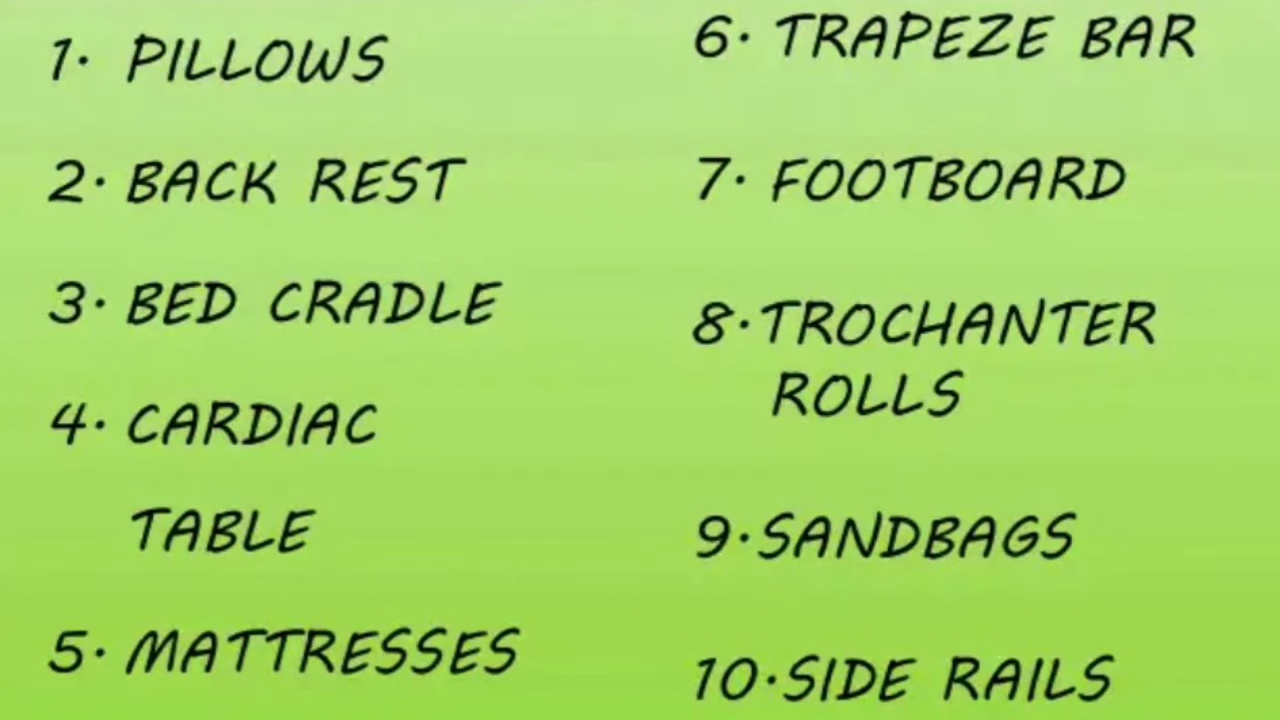 1. PILLOWS
2. BACK REST
3. BED CRADLE
4. CARDIAC
TABLE
5. MATTRESSES
6. TRAPEZE BAR
7. FOOTBOARD
8.TROCHANTER
ROLLS
9.SANDBAGS
10.SIDE RAILS